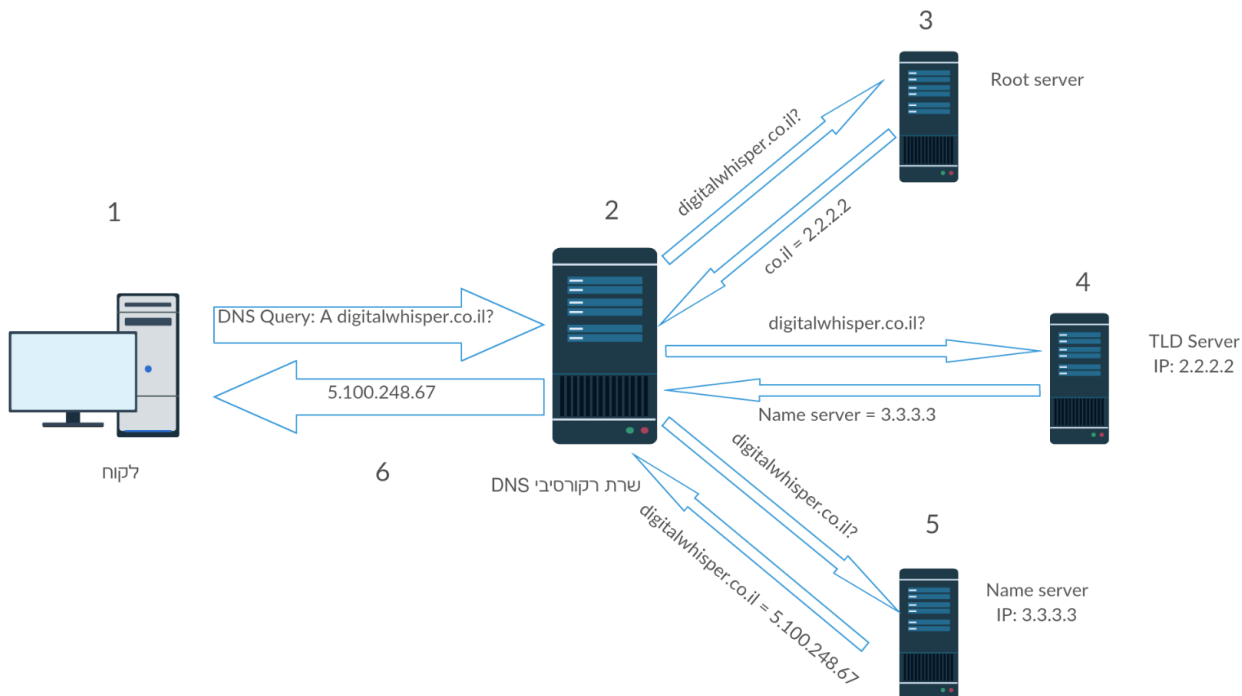 3
Root server
digitalwhisper.co.il?
co.il = 2.2.2.2
1
2
DNS Query: A digitalwhisper.co.il?
5.100.248.67
לקוח
6
שרת רקורסיבי DNS
4
digitalwhisper.co.il?
TLD Server
IP: 2.2.2.2
Name server = 3.3.3.3
digitalwhisper.co.il?
digitalwhisper.co.il = 5.100.248.67
5
Name server
IP: 3.3.3.3